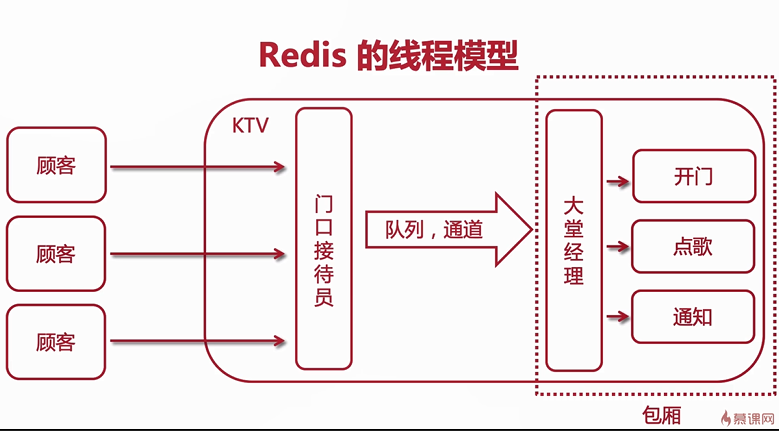 Redis 的线程模型
KTV
顾客
顾客
顾客
门口接待员
队列，通道
大堂经理
开门
点歌
通知
包厢
慕课网